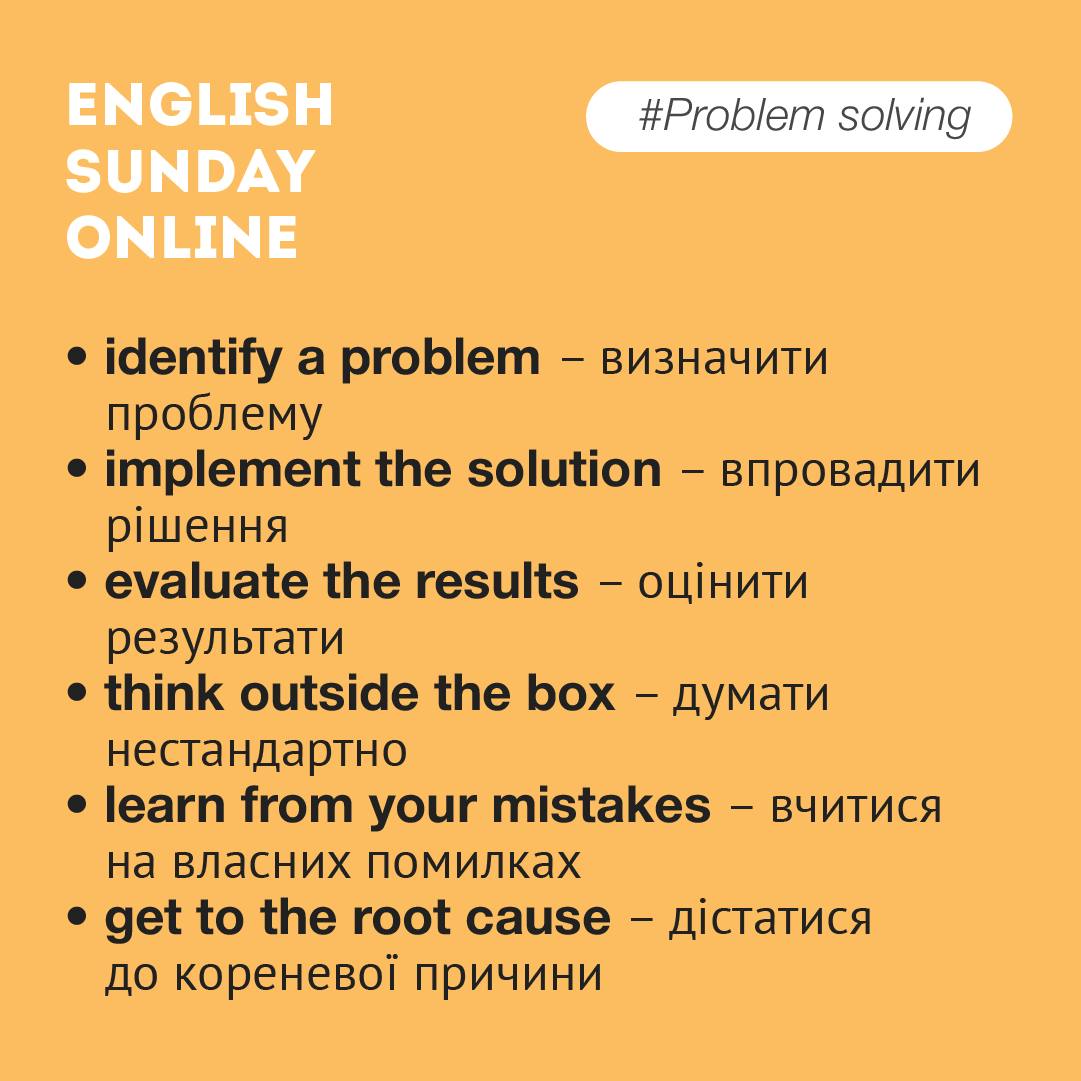 ENGLISH
SUNDAY
ONLINE
#Problem solving
• identify a problem – визначити
проблему
• implement the solution – впровадити
рішення
• evaluate the results – оцінити
результати
• think outside the box – думати
нестандартно
• learn from your mistakes – вчитися
на власних помилках
• get to the root cause – дістатися
до кореневої причини